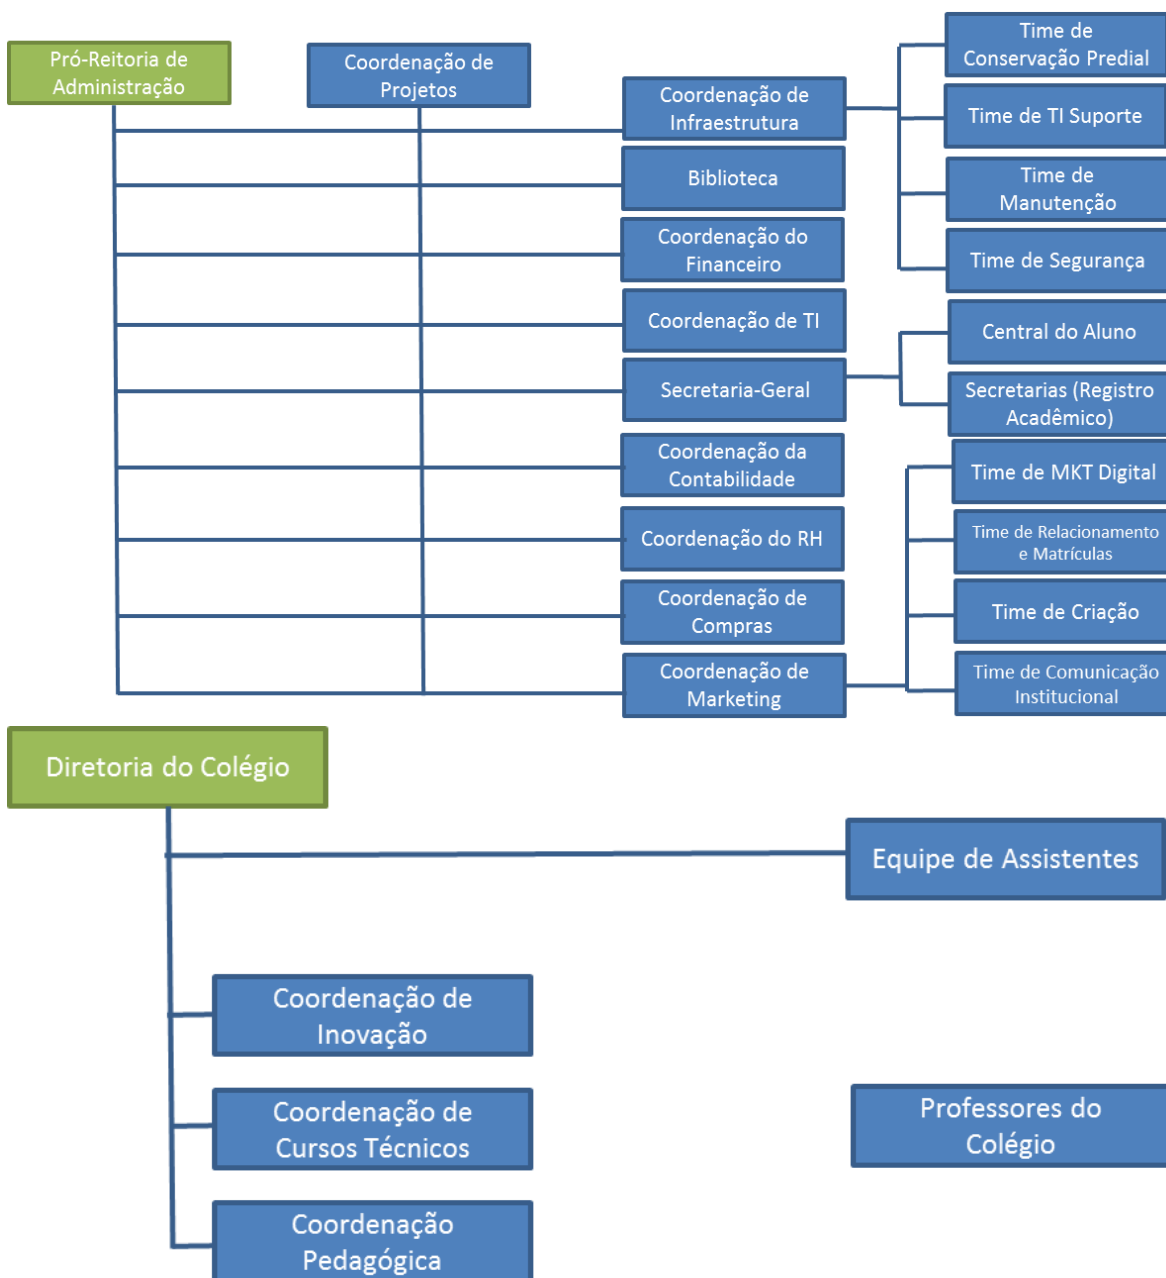 Pró-Reitoria de
Administração
Coordenação de
Projetos
Coordenação de
Infraestrutura
Biblioteca
Coordenação do
Financeiro
Coordenação de TI
Secretaria-Geral
Coordenação da
Contabilidade
Coordenação do RH
Coordenação de
Compras
Coordenação de
Marketing
Time de
Conservação Predial
Time de TI Suporte
Time de
Manutenção
Time de Segurança
Central do Aluno
Secretarias (Registro
Acadêmico)
Time de MKT Digital
Time de Relacionamento
e Matrículas
Time de Criação
Time de Comunicação
Institucional
Diretoria do Colégio
Equipe de Assistentes
Coordenação de
Inovação
Coordenação de
Cursos Técnicos
Coordenação
Pedagógica
Professores do
Colégio